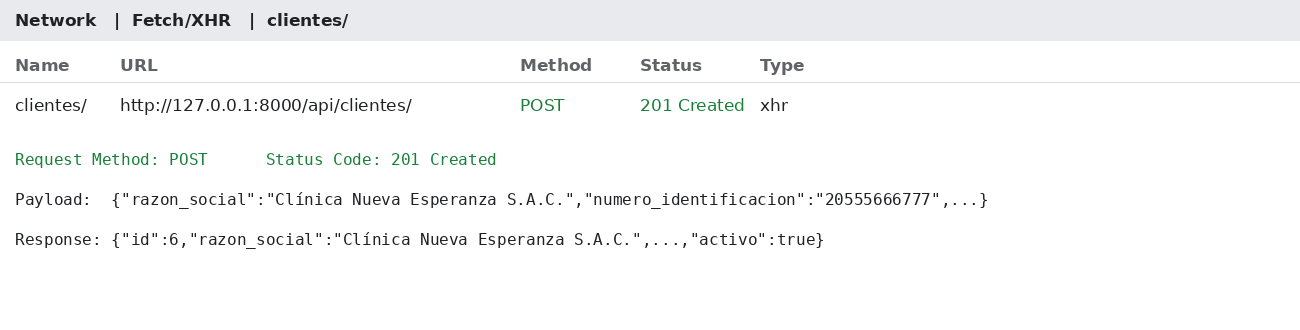 Network | Fetch/XHR | clientes/
Name URL Method Status Type
clientes/ http://127.0.0.1:8000/api/clientes/ POST 201 Created xhr
Request Method: POST Status Code: 201 Created
Payload: {"razon_social":"Clínica Nueva Esperanza S.A.C.","numero_identificacion":"20555666777",...}
Response: {"id":6,"razon_social":"Clínica Nueva Esperanza S.A.C.",...,"activo":true}